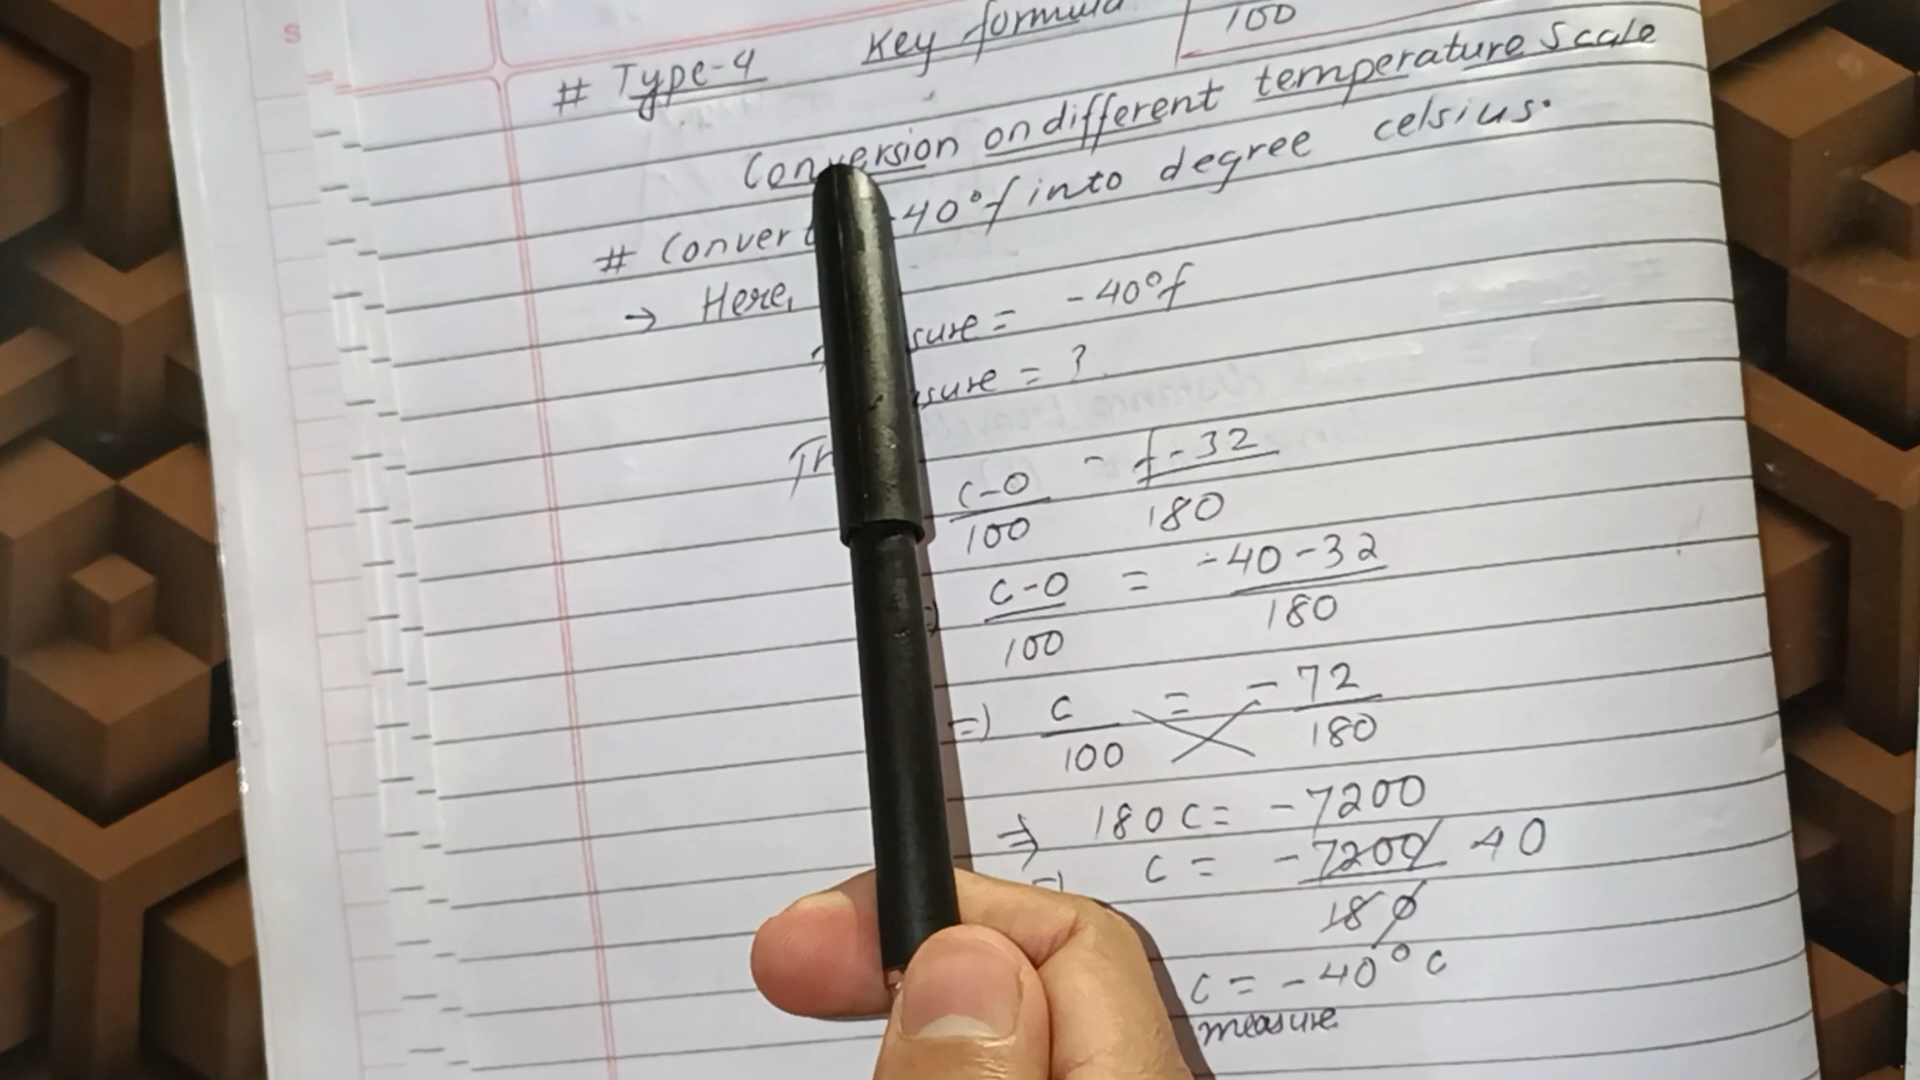 S
100
# Type-4 Key formula
Conversion on different temperature scale
# Convert -40°f into degree celsius.
→ Here,
sure = -40°f
sure = ?
C-0/100 = f-32/180
=) C-0/100 = -40-32/180
=) C/100 = -72/180
⇒ 180C = -7200
=) C = -7200/180 40
C = -40°C
measure